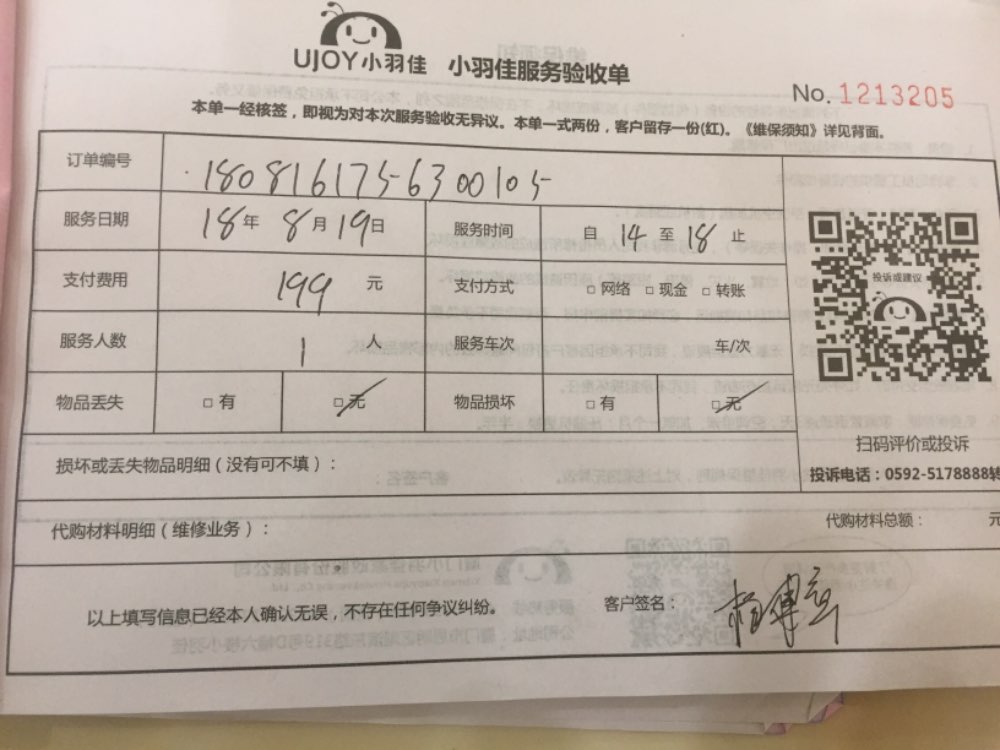 UJOY小羽佳 小羽佳服务验收单
No. 1213205
本单一经核签，即视为对本次服务验收无异议。本单一式两份，客户留存一份(红)。《维保须知》详见背面。
订单编号 1808161756300105
服务日期 18年 8月19日 服务时间 自 14 至 18 止
支付费用 199 元 支付方式 □ 网络 □ 现金 □ 转账
投诉或建议
服务人数 1 人 服务车次 车/次
物品丢失 □ 有 □ 无 物品损坏 □ 有 □ 无
扫码评价或投诉
损坏或丢失物品明细（没有可不填）：
投诉电话：0592-5178888转
代购材料明细（维修业务）： 代购材料总额： 元
以上填写信息已经本人确认无误，不存在任何争议纠纷。 客户签名：